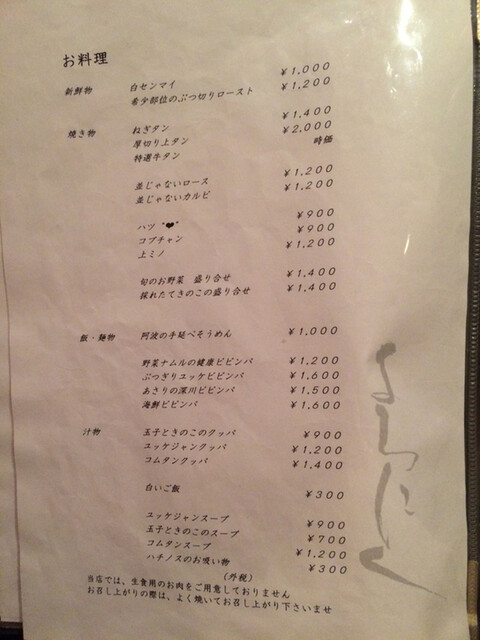 お料理
新鮮物 白センマイ ¥1,000
希少部位のぶつ切りロースト ¥1,200
焼き物 ねぎタン ¥1,400
厚切り上タン ¥2,000
特選牛タン 時価
並じゃないロース ¥1,200
並じゃないカルビ ¥1,200
ハツ "❤" ¥900
コプチャン ¥900
上ミノ ¥1,200
旬のお野菜 盛り合せ ¥1,400
採れたてきのこの盛り合せ ¥1,400
飯・麺物 阿波の手延べそうめん ¥1,000
野菜ナムルの健康ビビンバ ¥1,200
ぶつぎりユッケビビンバ ¥1,600
あさりの深川ビビンバ ¥1,500
海鮮ビビンバ ¥1,600
汁物 玉子ときのこのクッパ ¥900
ユッケジャンクッパ ¥1,200
コムタンクッパ ¥1,400
白いご飯 ¥300
ユッケジャンスープ ¥900
玉子ときのこのスープ ¥700
コムタンスープ ¥1,200
ハチノスのお吸い物 ¥300
(外税)
当店では、生食用のお肉をご用意しておりません
お召し上がりの際は、よく焼いてお召し上がり下さいませ